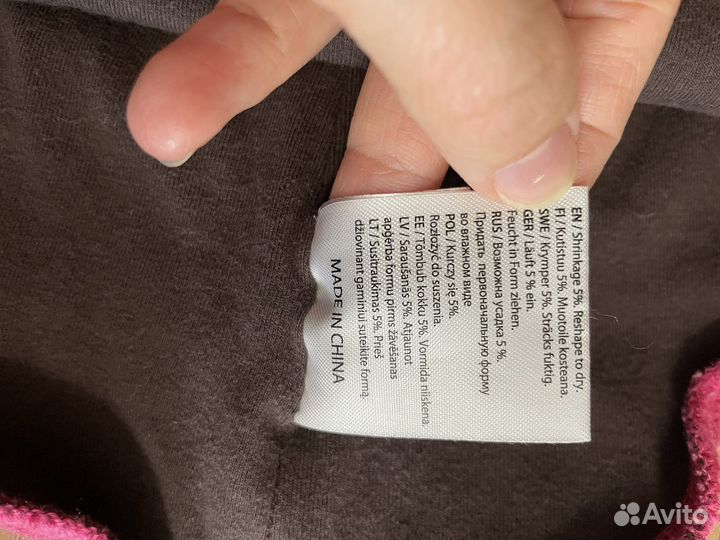 EN / Shrinkage 5%. Reshape to dry.
FI / Kutistuu 5%. Muotoile kosteana.
SWE / Krymper 5%. Sträcks fuktig.
GER / Läuft 5 % ein.
Feucht in Form ziehen.
RUS / Возможна усадка 5 %.
Придать первоначальную форму
во влажном виде
POL / Kurczy się 5%.
Rozłożyć do suszenia.
EE / Tõmbub kokku 5%. Vormida niiskena.
LV / Saraušanās 5%. Atjaunot
apģērba formu pirms žāvēšanas
LT / Susitraukimas 5%. Prieš
džiovinant gaminiui suteikite formą.
MADE IN CHINA
Avito